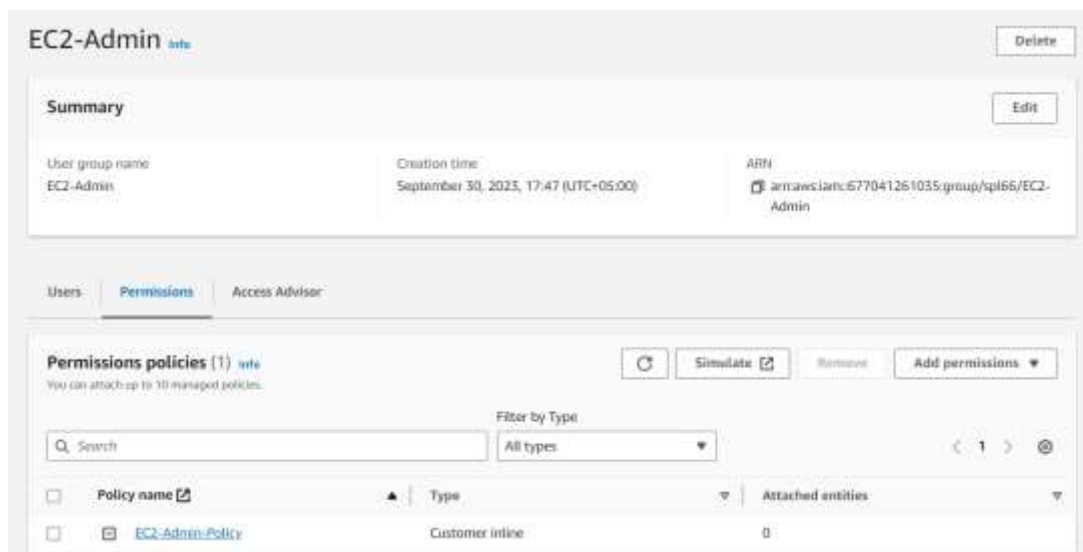 EC2-Admin Info
Delete
Summary
Edit
User group name
EC2-Admin
Creation time
September 30, 2023, 17:47 (UTC+05:00)
ARN
arn:aws:iam::677041261035:group/spl66/EC2-
Admin
Users
Permissions
Access Advisor
Permissions policies (1) Info
You can attach up to 10 managed policies.
Simulate
Remove
Add permissions
Filter by Type
Search
All types
1
Policy name
Type
Attached entities
EC2-Admin-Policy
Customer inline
0